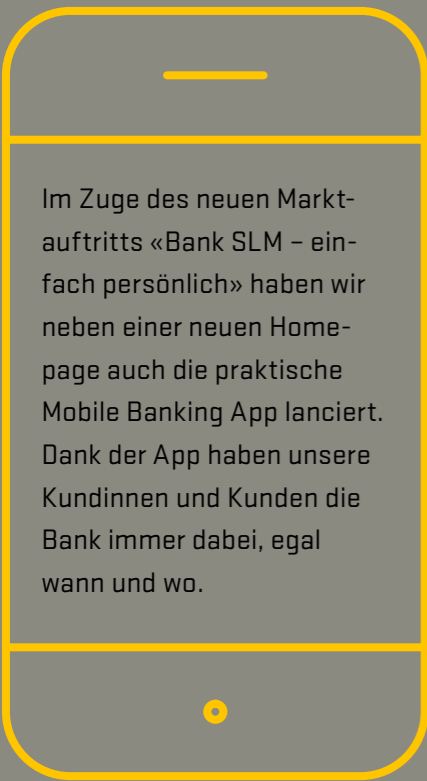 Im Zuge des neuen Markt-
auftritts «Bank SLM – ein-
fach persönlich» haben wir
neben einer neuen Home-
page auch die praktische
Mobile Banking App lanciert.
Dank der App haben unsere
Kundinnen und Kunden die
Bank immer dabei, egal
wann und wo.